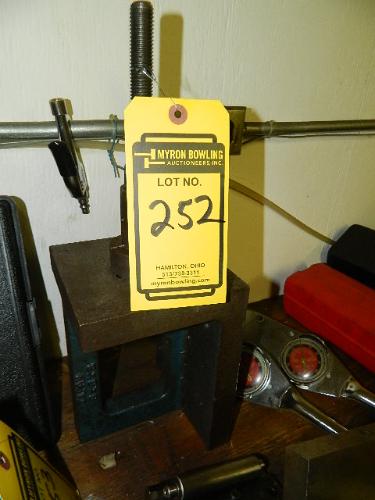 MYRON BOWLING
AUCTIONEERS, INC.
LOT NO.
252
HAMILTON, OHIO
513/738-3311
myronbowling.com